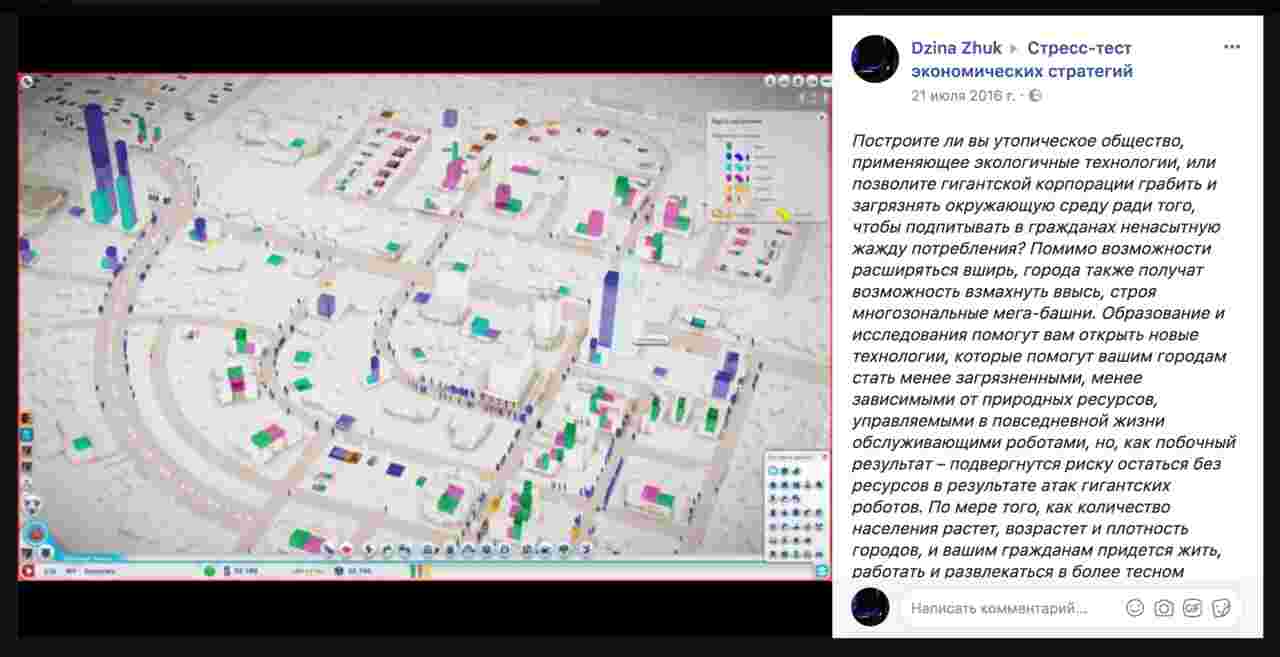 Dzina Zhuk ▸ Стресс-тест
экономических стратегий
21 июля 2016 г. ·
Построите ли вы утопическое общество,
применяющее экологичные технологии, или
позволите гигантской корпорации грабить и
загрязнять окружающую среду ради того,
чтобы подпитывать в гражданах ненасытную
жажду потребления? Помимо возможности
расширяться вширь, города также получат
возможность взмахнуть ввысь, строя
многозональные мега-башни. Образование и
исследования помогут вам открыть новые
технологии, которые помогут вашим городам
стать менее загрязненными, менее
зависимыми от природных ресурсов,
управляемыми в повседневной жизни
обслуживающими роботами, но, как побочный
результат – подвергнутся риску остаться без
ресурсов в результате атак гигантских
роботов. По мере того, как количество
населения растет, возрастет и плотность
городов, и вашим гражданам придется жить,
работать и развлекаться в более тесном
Написать комментарий...
GIF